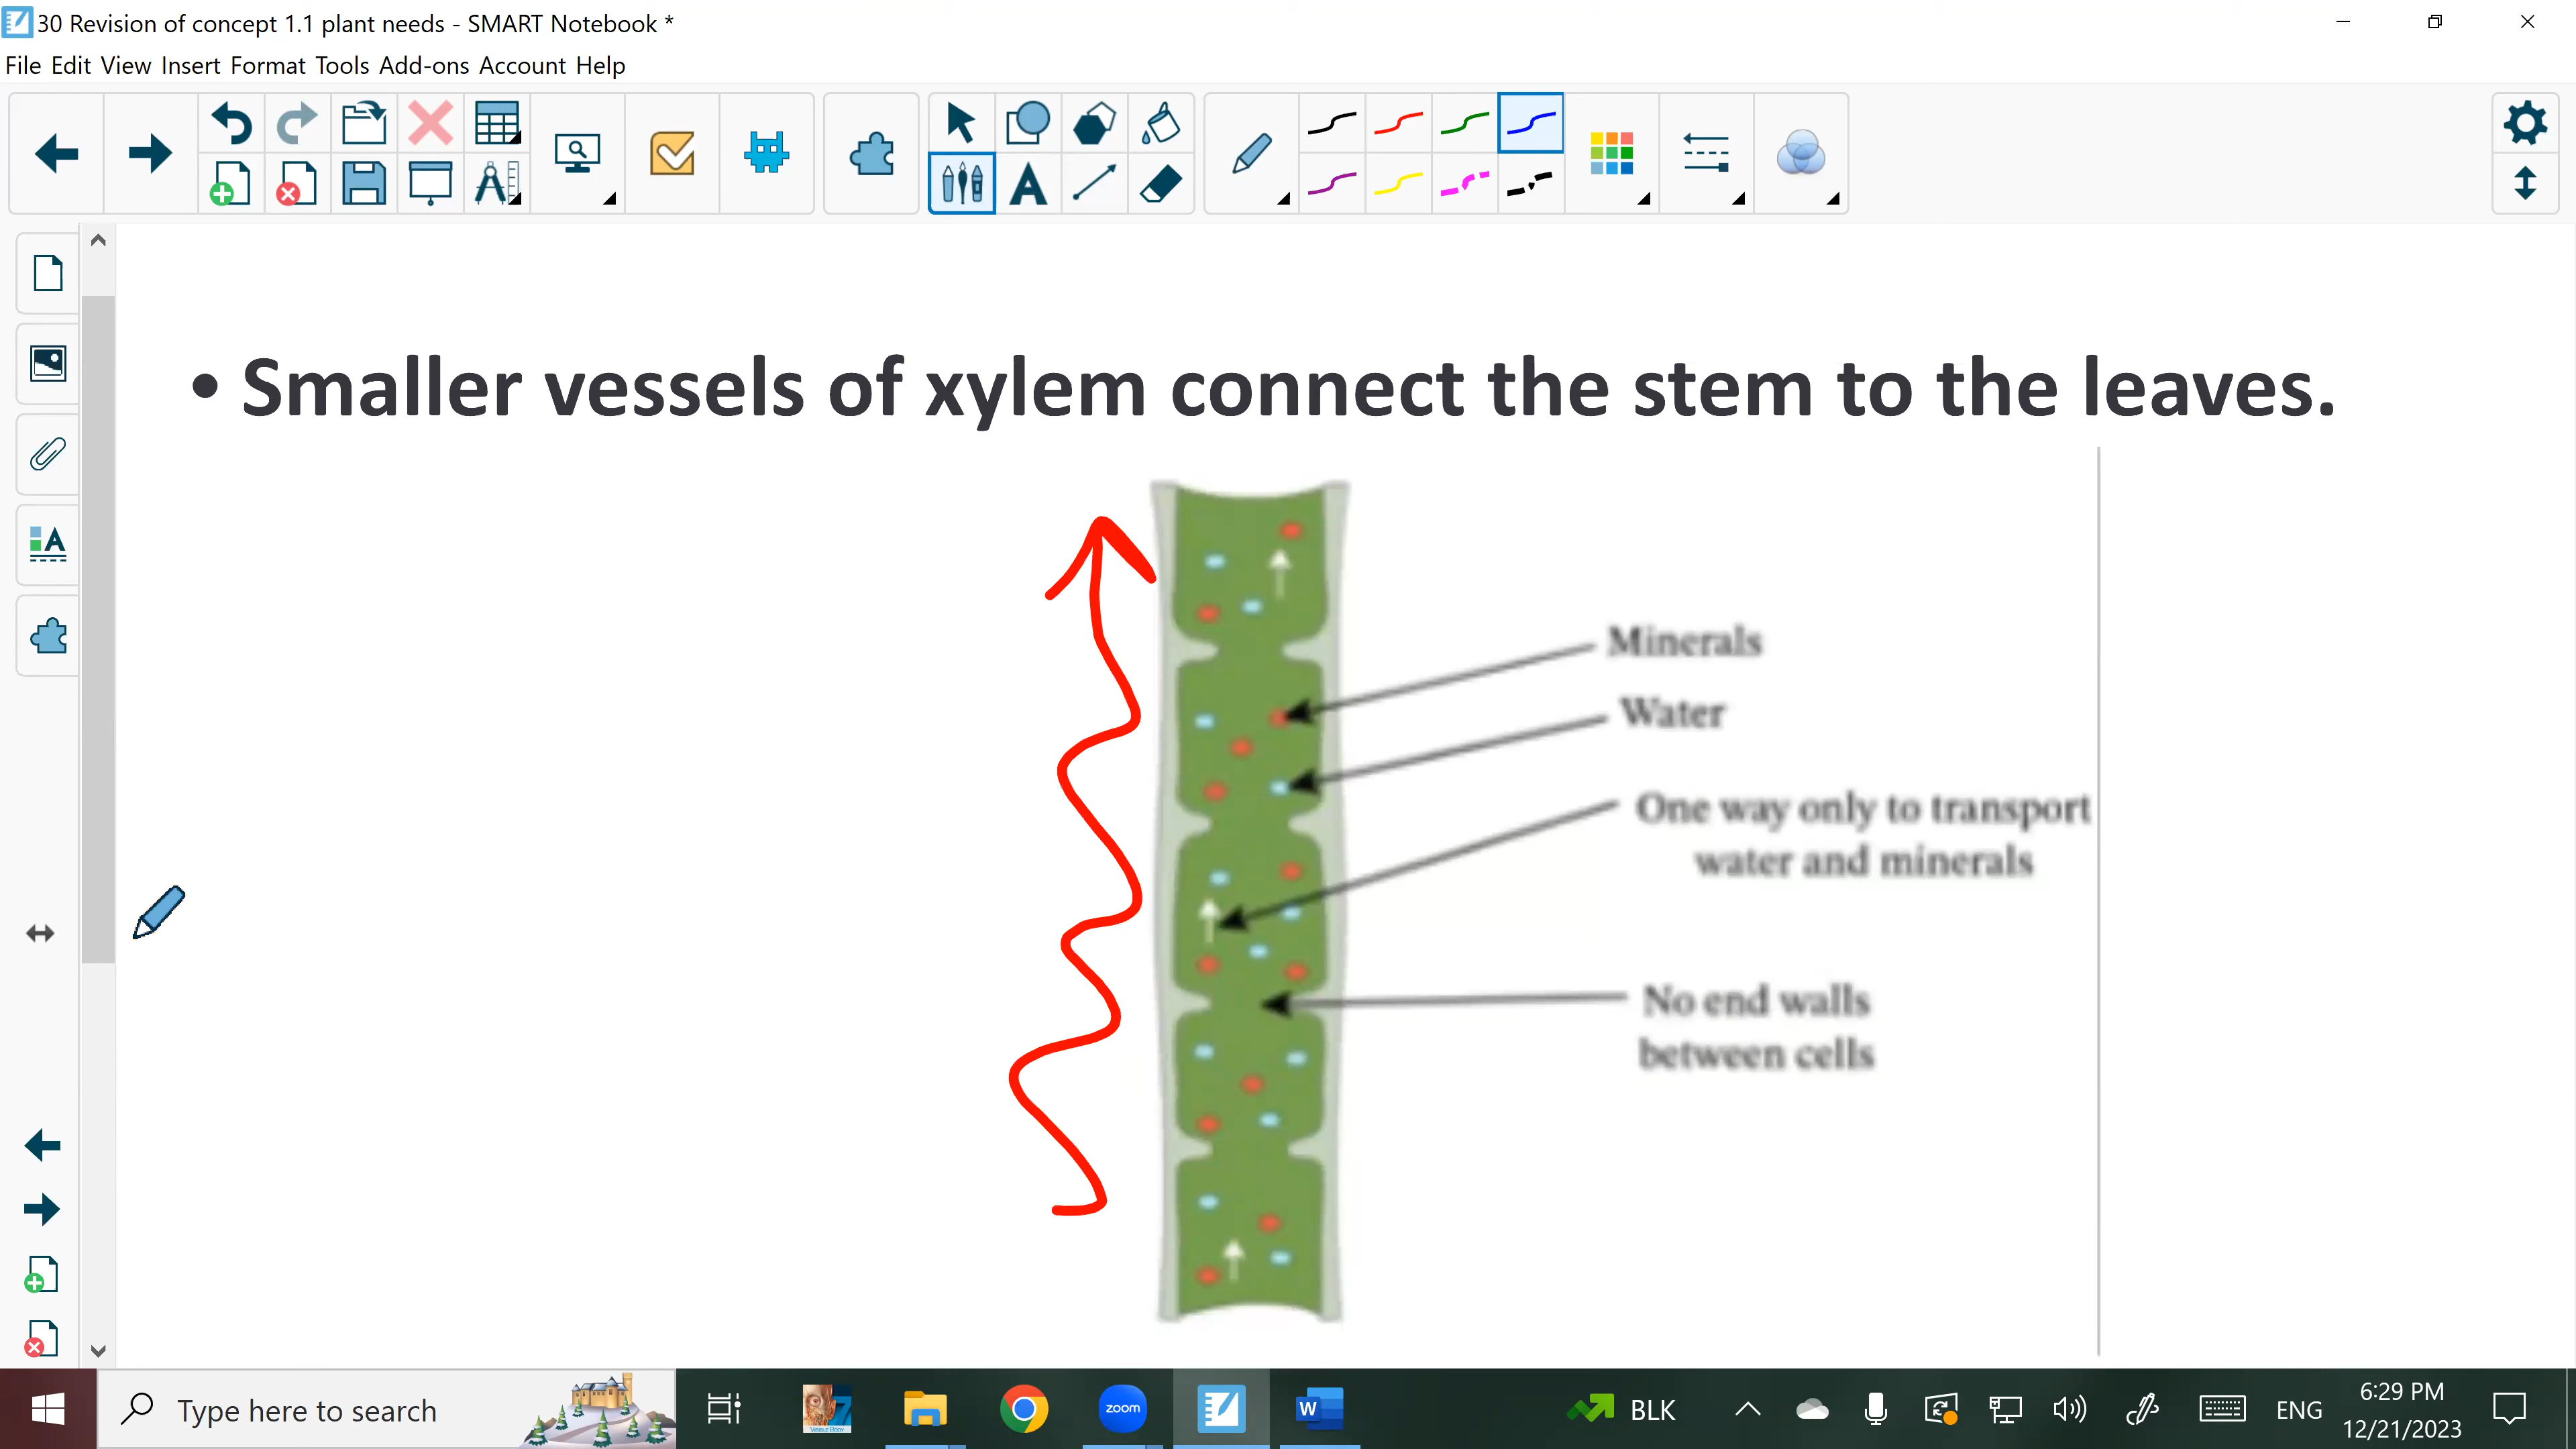 30 Revision of concept 1.1 plant needs - SMART Notebook *
File Edit View Insert Format Tools Add-ons Account Help
• Smaller vessels of xylem connect the stem to the leaves.
Minerals
Water
One way only to transport
water and minerals
No end walls
between cells
Type here to search
zoom
W
BLK
ENG
6:29 PM
12/21/2023